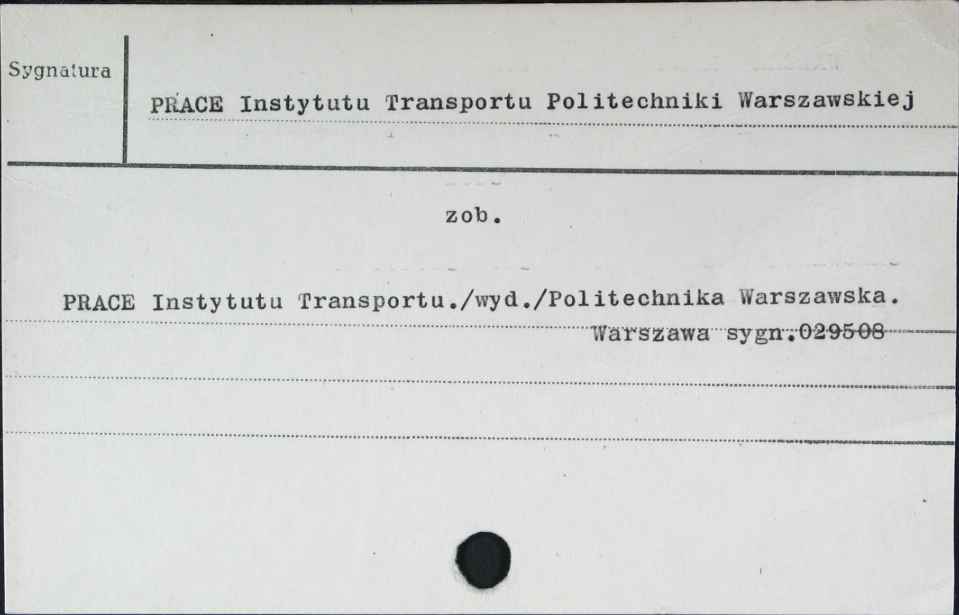 Sygnatura
PRACE Instytutu Transportu Politechniki Warszawskiej
zob.
PRACE Instytutu Transportu./wyd./Politechnika Warszawska.
Warszawa sygn.029508